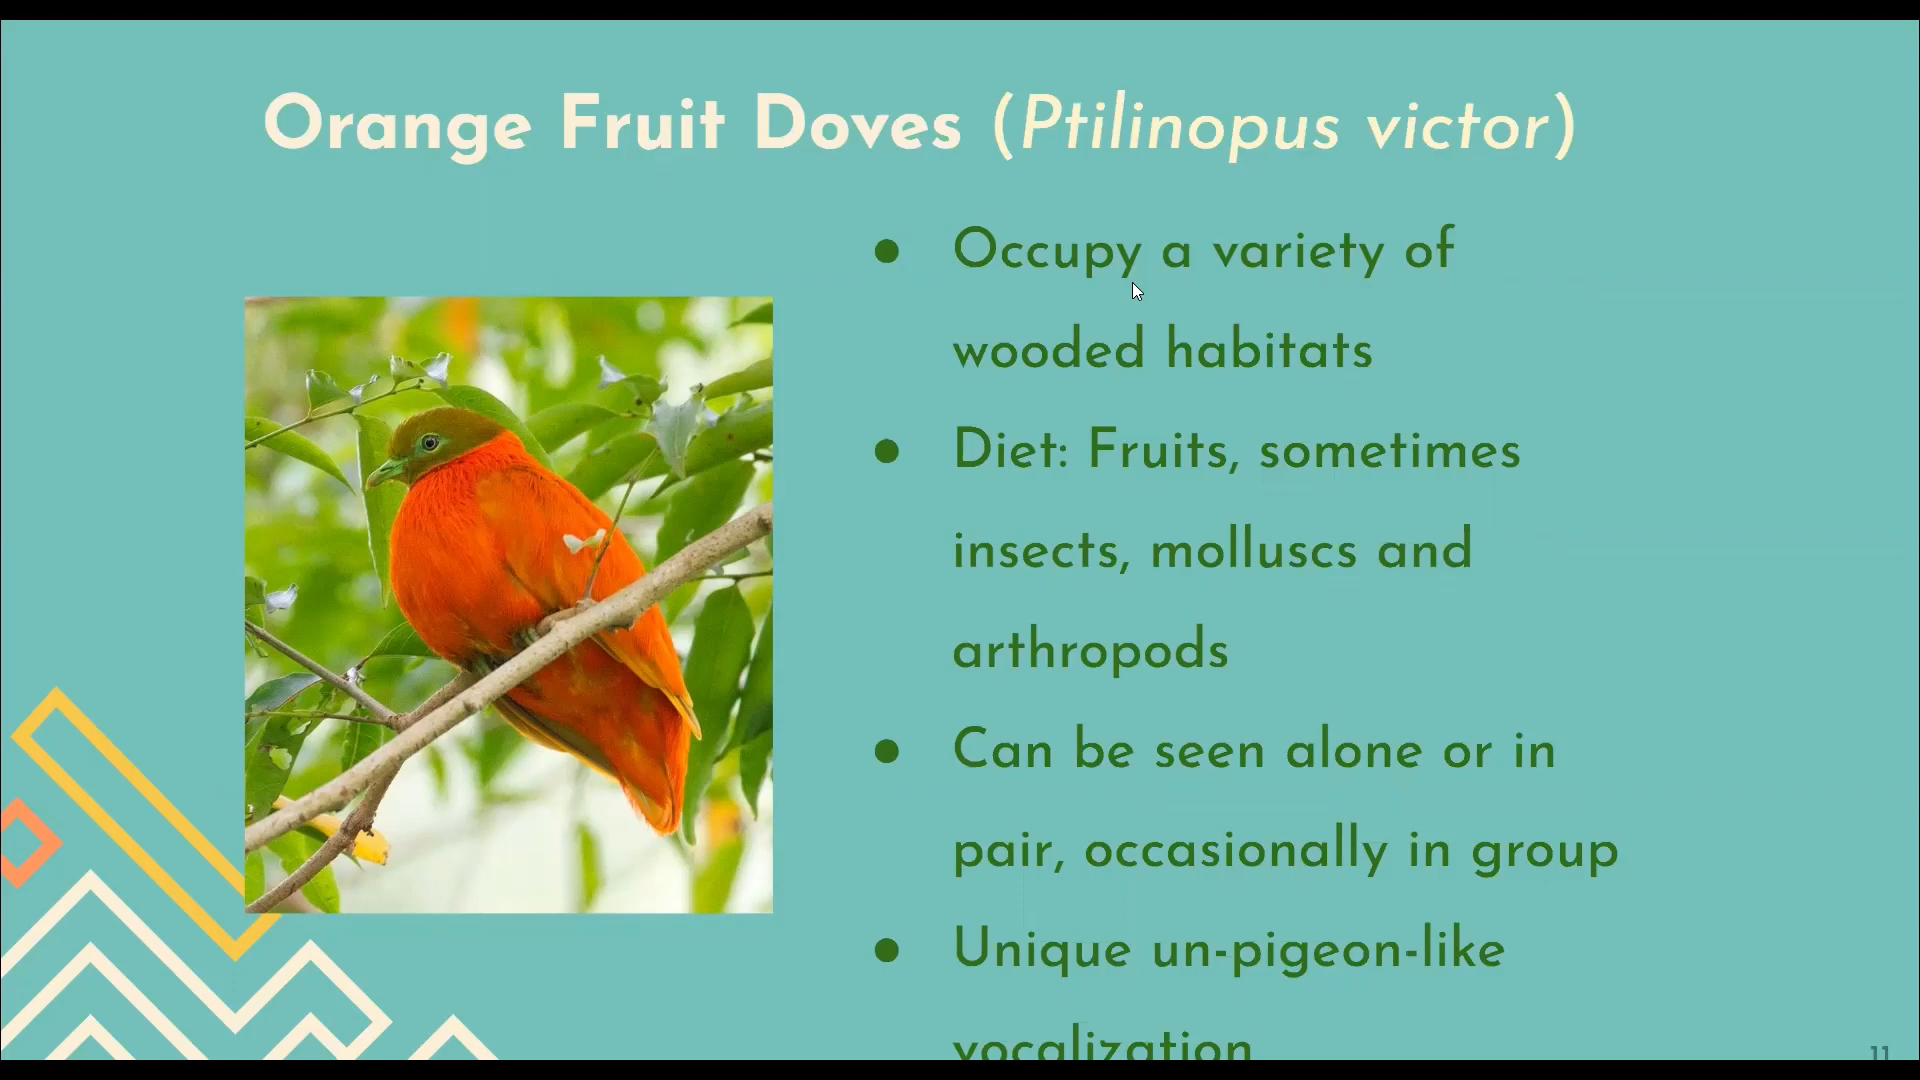 Orange Fruit Doves (Ptilinopus victor)
● Occupy a variety of
wooded habitats
● Diet: Fruits, sometimes
insects, molluscs and
arthropods
● Can be seen alone or in
pair, occasionally in group
● Unique un-pigeon-like
vocalization
11